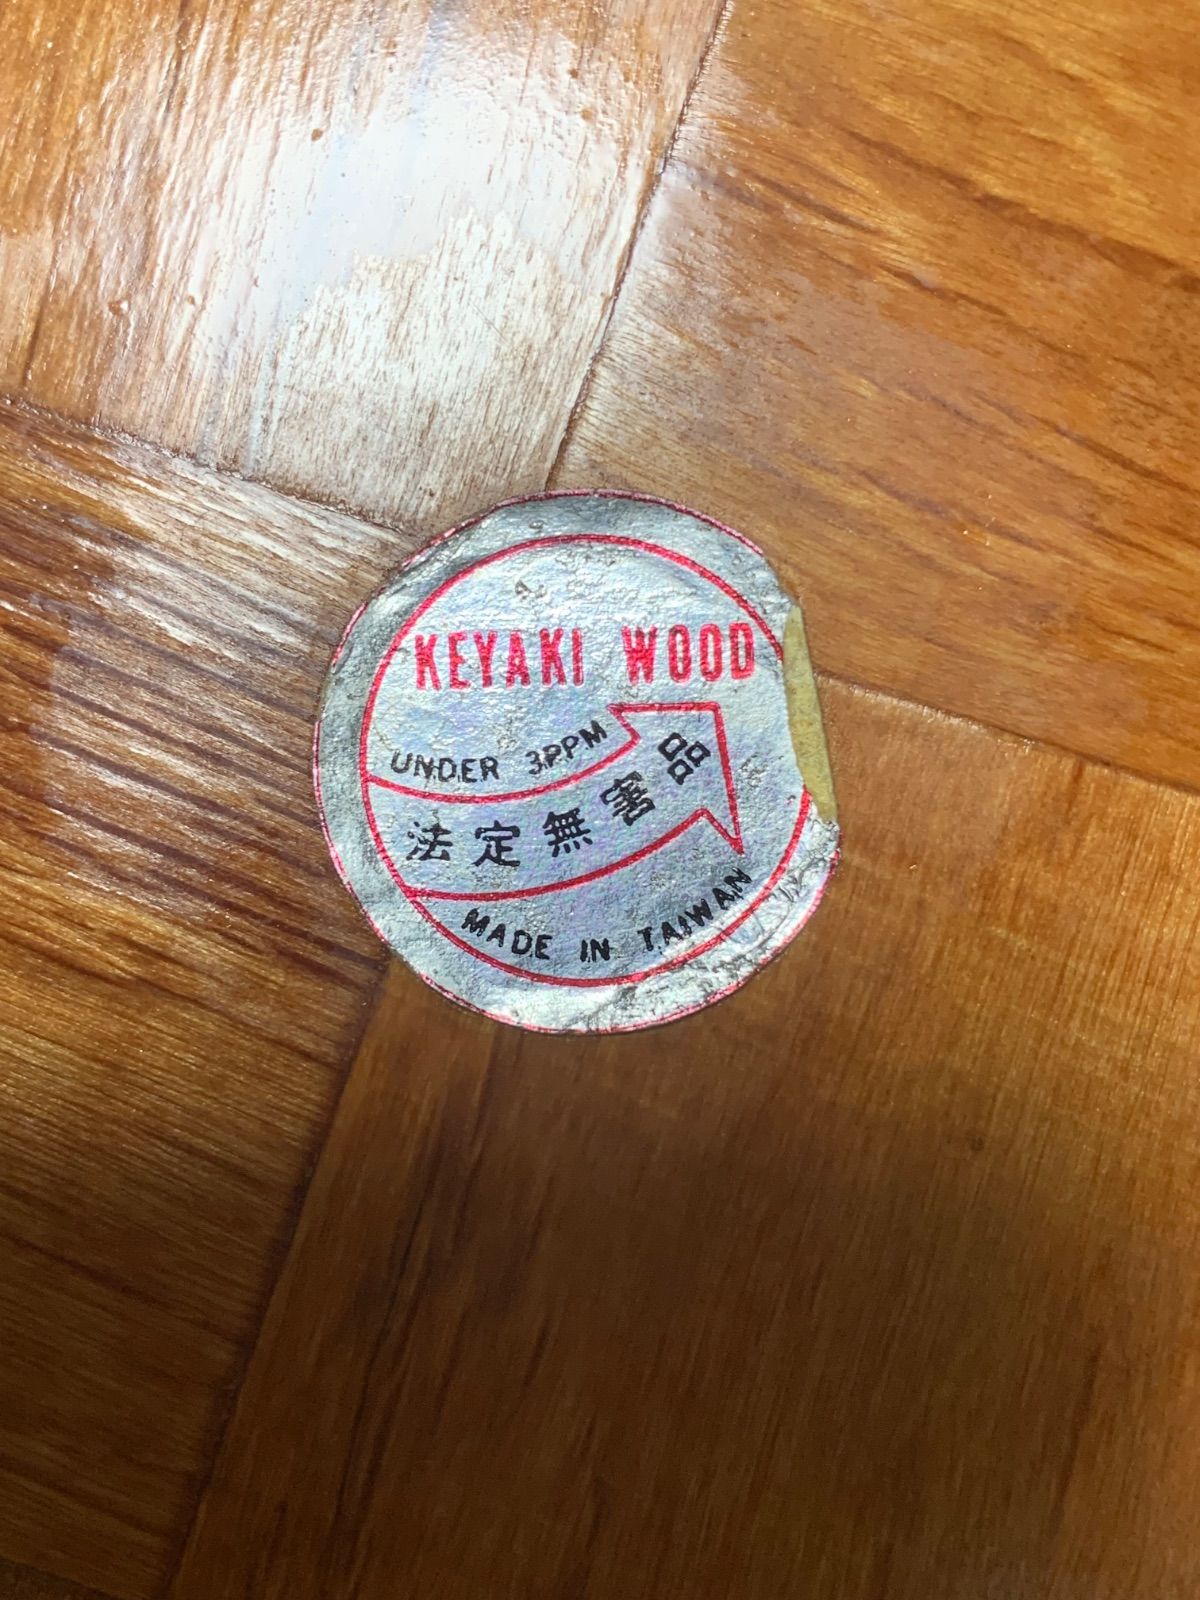 KEYAKI WOOD
UNDER 3PPM
法定無害品
MADE IN TAIWAN